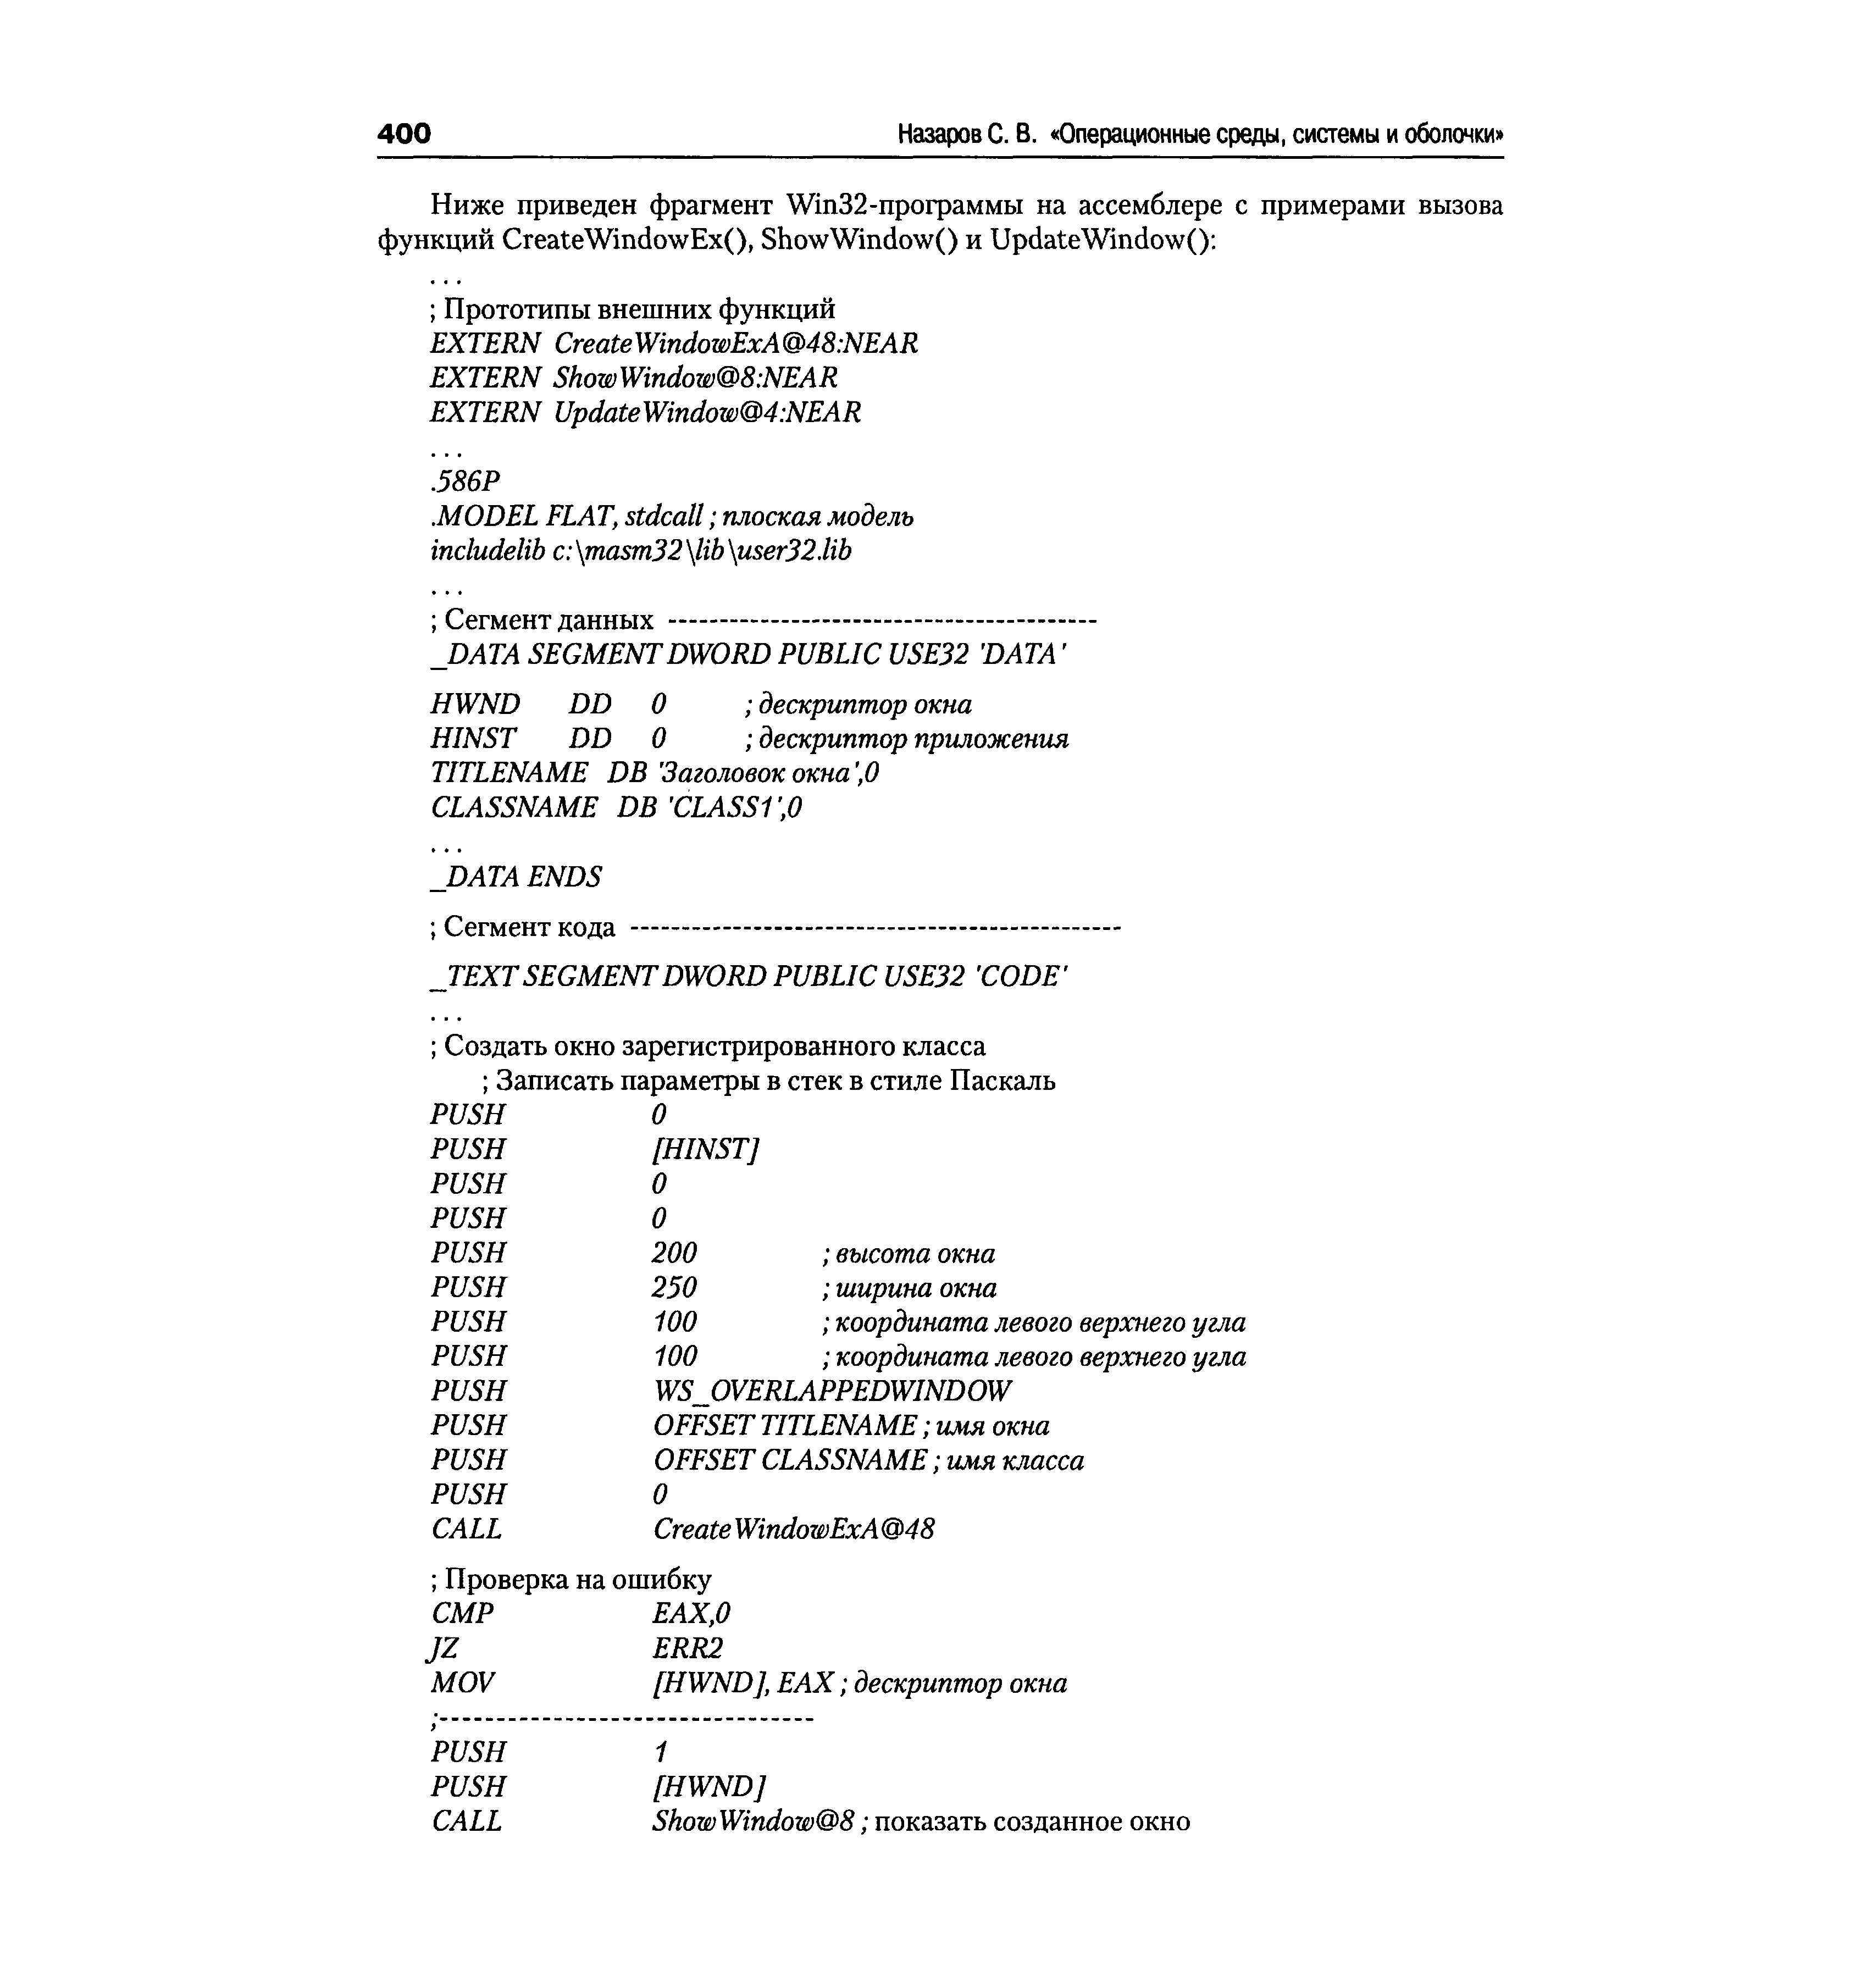 400 Назаров С. В. «Операционные среды, системы и оболочки»
Ниже приведен фрагмент Win32-программы на ассемблере с примерами вызова
функций CreateWindowEx(), ShowWindow() и UpdateWindow():
. . .
; Прототипы внешних функций
EXTERN CreateWindowExA@48:NEAR
EXTERN ShowWindow@8:NEAR
EXTERN UpdateWindow@4:NEAR
. . .
.586P
.MODEL FLAT, stdcall ; плоская модель
includelib c:\masm32\lib\user32.lib
. . .
; Сегмент данных ------------------------------------------
_DATA SEGMENT DWORD PUBLIC USE32 'DATA'
HWND DD 0 ; дескриптор окна
HINST DD 0 ; дескриптор приложения
TITLENAME DB 'Заголовок окна',0
CLASSNAME DB 'CLASS1',0
. . .
_DATA ENDS
; Сегмент кода ------------------------------------------------
_TEXT SEGMENT DWORD PUBLIC USE32 'CODE'
. . .
; Создать окно зарегистрированного класса
; Записать параметры в стек в стиле Паскаль
PUSH 0
PUSH [HINST]
PUSH 0
PUSH 0
PUSH 200 ; высота окна
PUSH 250 ; ширина окна
PUSH 100 ; координата левого верхнего угла
PUSH 100 ; координата левого верхнего угла
PUSH WS_OVERLAPPEDWINDOW
PUSH OFFSET TITLENAME ; имя окна
PUSH OFFSET CLASSNAME ; имя класса
PUSH 0
CALL CreateWindowExA@48
; Проверка на ошибку
CMP EAX,0
JZ ERR2
MOV [HWND], EAX ; дескриптор окна
;----------------------------------
PUSH 1
PUSH [HWND]
CALL ShowWindow@8 ; показать созданное окно